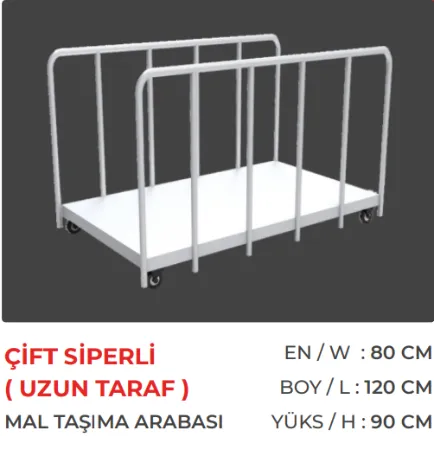 ÇİFT SİPERLİ
( UZUN TARAF )
MAL TAŞIMA ARABASI
EN / W : 80 CM
BOY / L : 120 CM
YÜKS / H : 90 CM